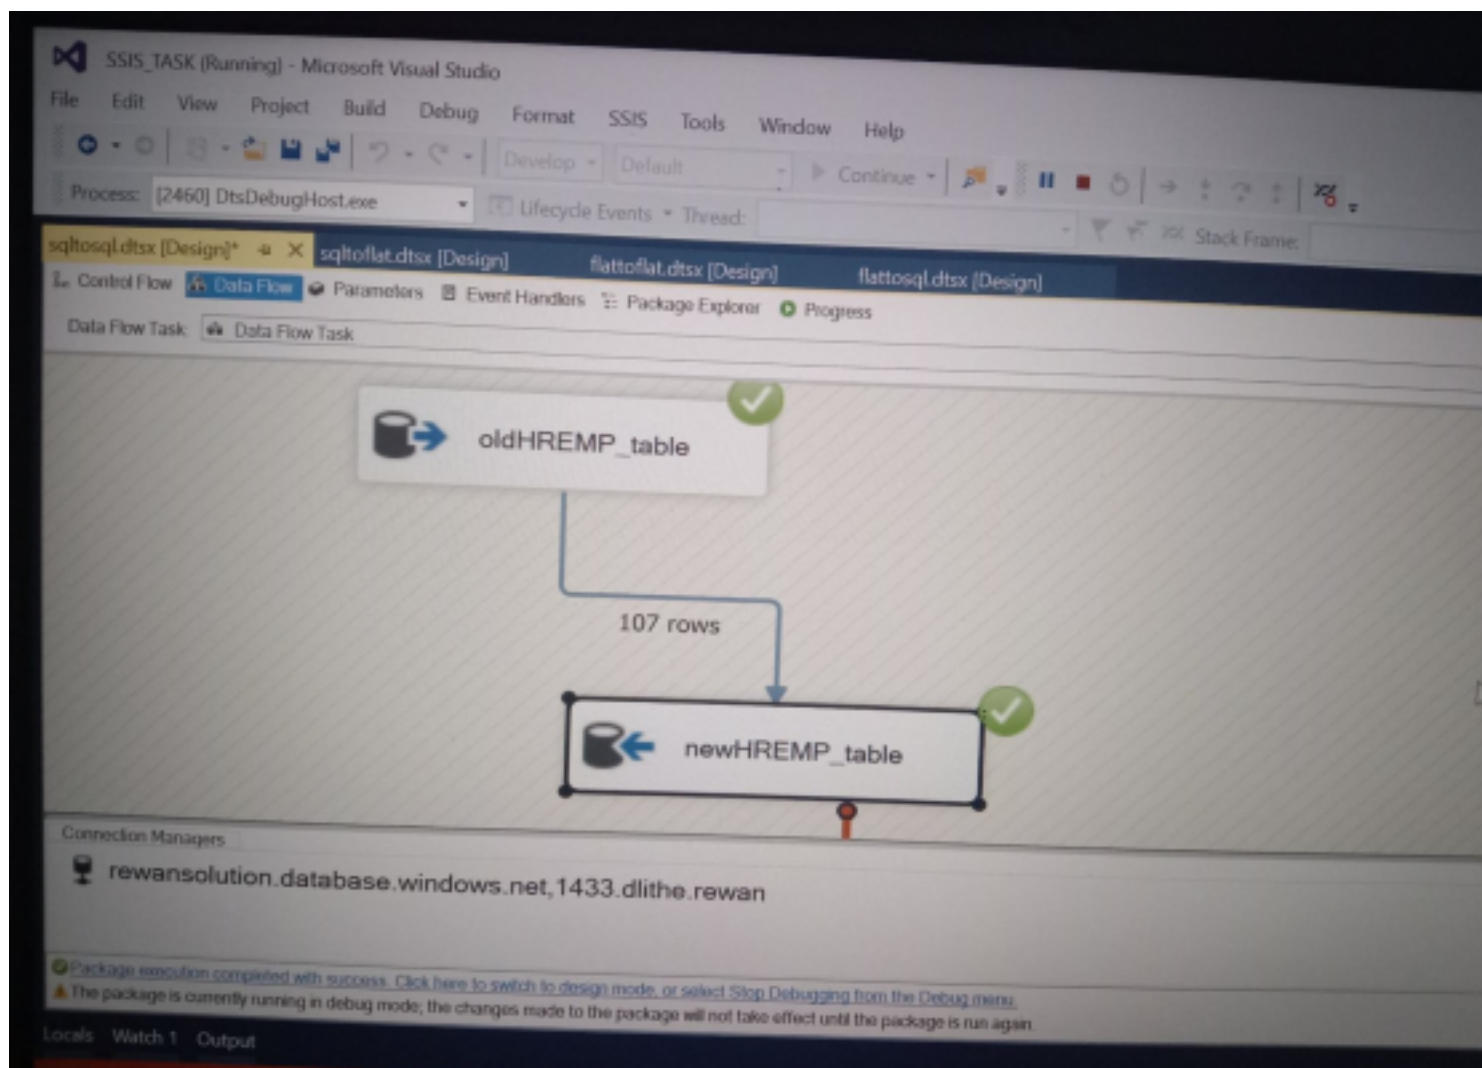 SSIS_TASK (Running) - Microsoft Visual Studio
File Edit View Project Build Debug Format SSIS Tools Window Help
Develop Default Continue
Process: [2460] DtsDebugHost.exe Lifecycle Events Thread: Stack Frame:
sqltosql.dtsx [Design]* sqltoflat.dtsx [Design] flattoflat.dtsx [Design] flattosql.dtsx [Design]
Control Flow Data Flow Parameters Event Handlers Package Explorer Progress
Data Flow Task: Data Flow Task
oldHREMP_table
107 rows
newHREMP_table
Connection Managers
rewansolution.database.windows.net,1433.dlithe.rewan
Package execution completed with success. Click here to switch to design mode, or select Stop Debugging from the Debug menu.
The package is currently running in debug mode; the changes made to the package will not take effect until the package is run again.
Locals Watch 1 Output